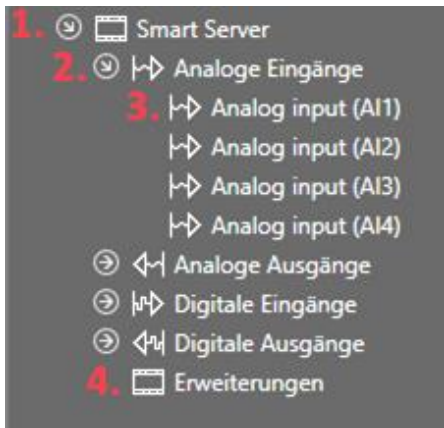 1. Smart Server
2. Analoge Eingänge
3. Analog input (AI1)
Analog input (AI2)
Analog input (AI3)
Analog input (AI4)
Analoge Ausgänge
Digitale Eingänge
Digitale Ausgänge
4. Erweiterungen